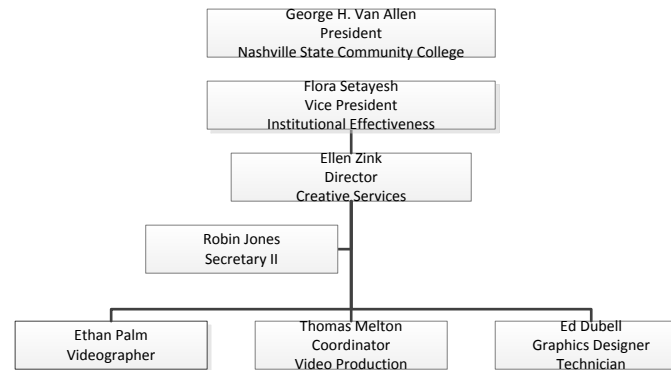 George H. Van Allen
President
Nashville State Community College
Flora Setayesh
Vice President
Institutional Effectiveness
Ellen Zink
Director
Creative Services
Robin Jones
Secretary II
Ethan Palm
Videographer
Thomas Melton
Coordinator
Video Production
Ed Dubell
Graphics Designer
Technician